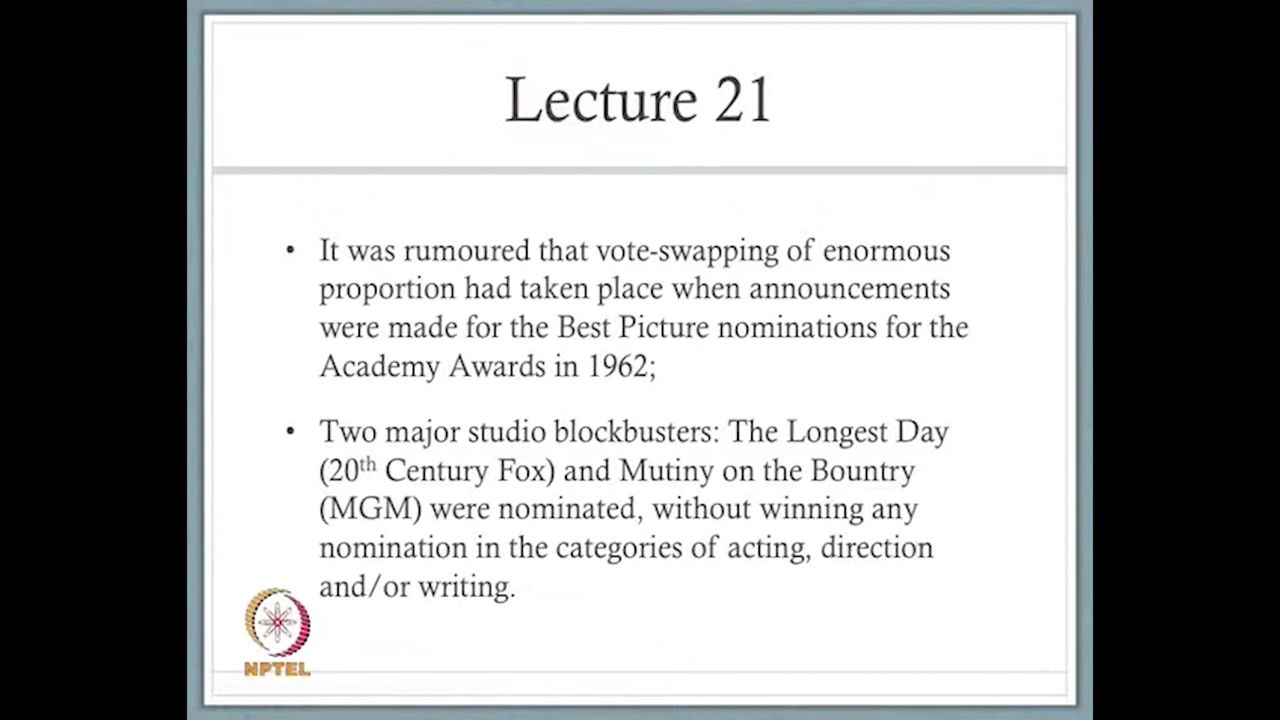 Lecture 21
• It was rumoured that vote-swapping of enormous
proportion had taken place when announcements
were made for the Best Picture nominations for the
Academy Awards in 1962;
• Two major studio blockbusters: The Longest Day
(20th Century Fox) and Mutiny on the Bountry
(MGM) were nominated, without winning any
nomination in the categories of acting, direction
and/or writing.
NPTEL